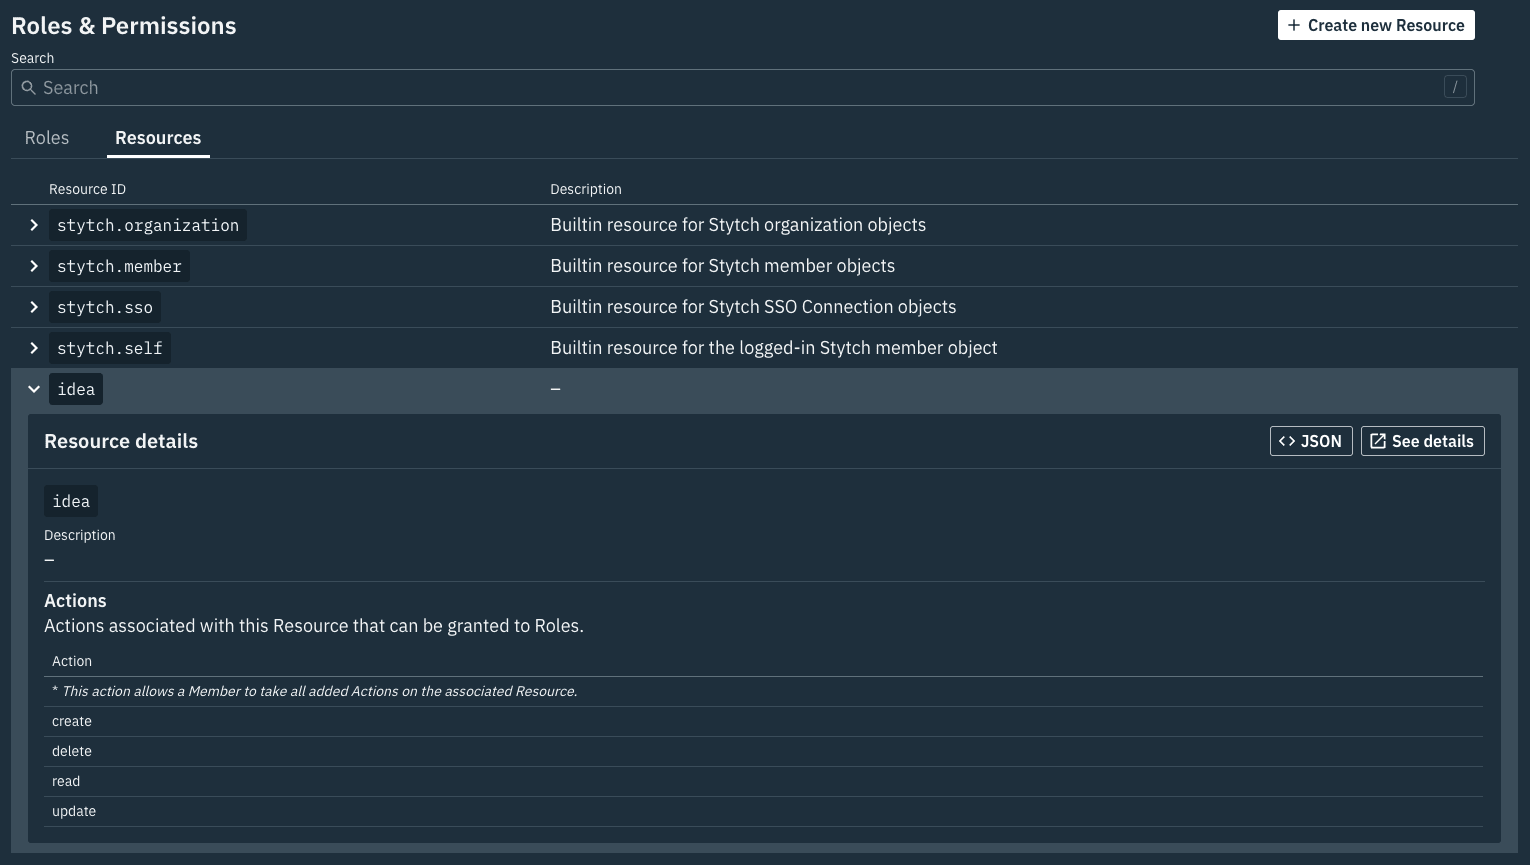 Roles & Permissions
+ Create new Resource
Search
Search /
Roles Resources
Resource ID Description
stytch.organization Builtin resource for Stytch organization objects
stytch.member Builtin resource for Stytch member objects
stytch.sso Builtin resource for Stytch SSO Connection objects
stytch.self Builtin resource for the logged-in Stytch member object
idea –
Resource details
<> JSON See details
idea
Description
–
Actions
Actions associated with this Resource that can be granted to Roles.
Action
* This action allows a Member to take all added Actions on the associated Resource.
create
delete
read
update